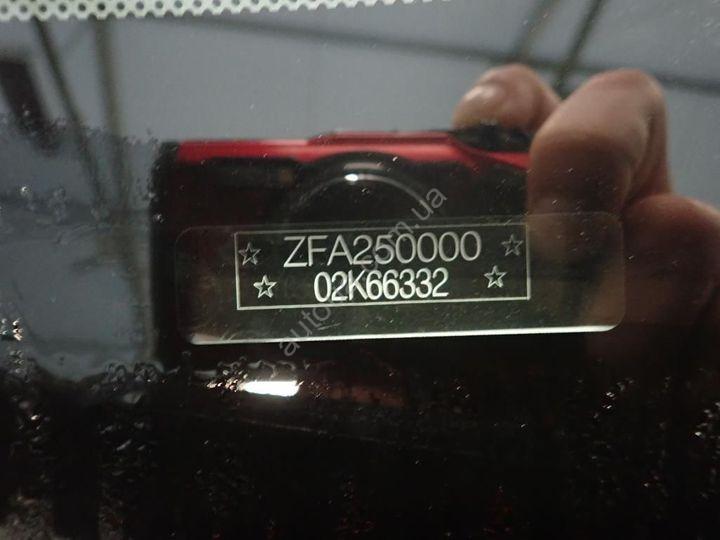 ☆ ZFA250000 ☆
☆ 02K66332 ☆